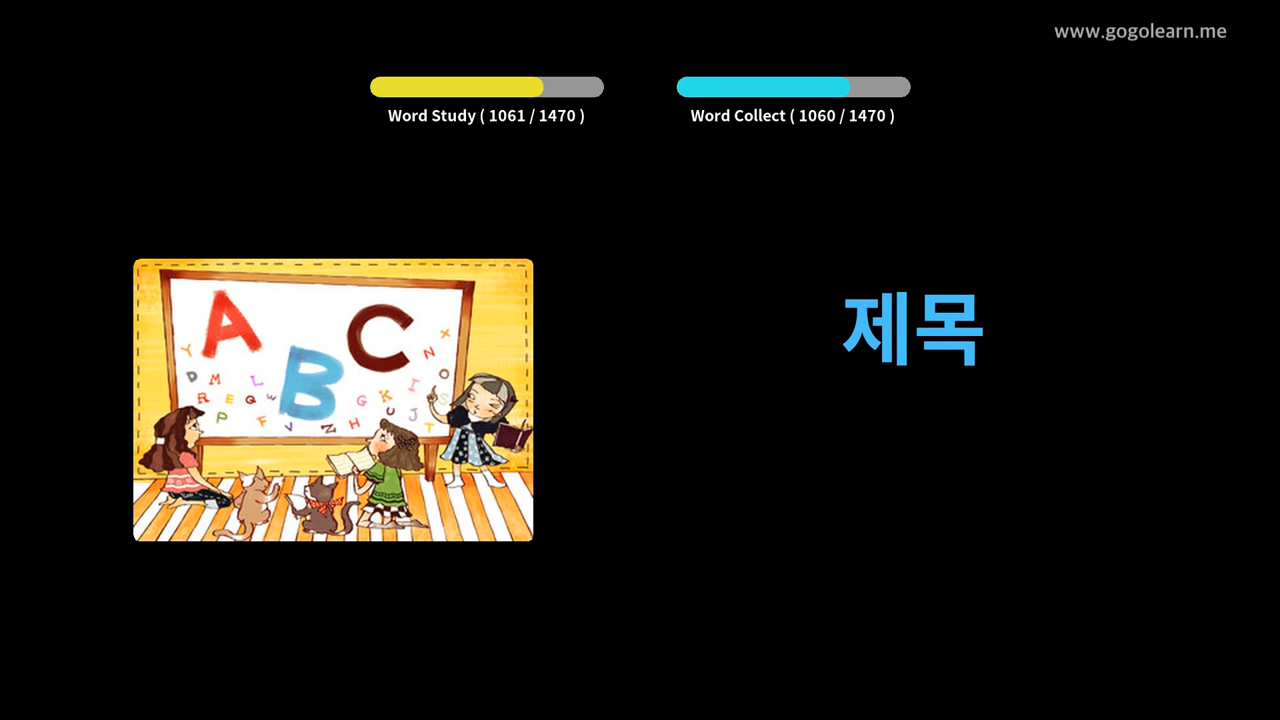 www.gogolearn.me
Word Study ( 1061 / 1470 )
Word Collect ( 1060 / 1470 )
제목
A
B
C
Y
X
N
D
M
L
O
R
E
Q
W
G
K
I
S
P
F
V
Z
H
U
J
T